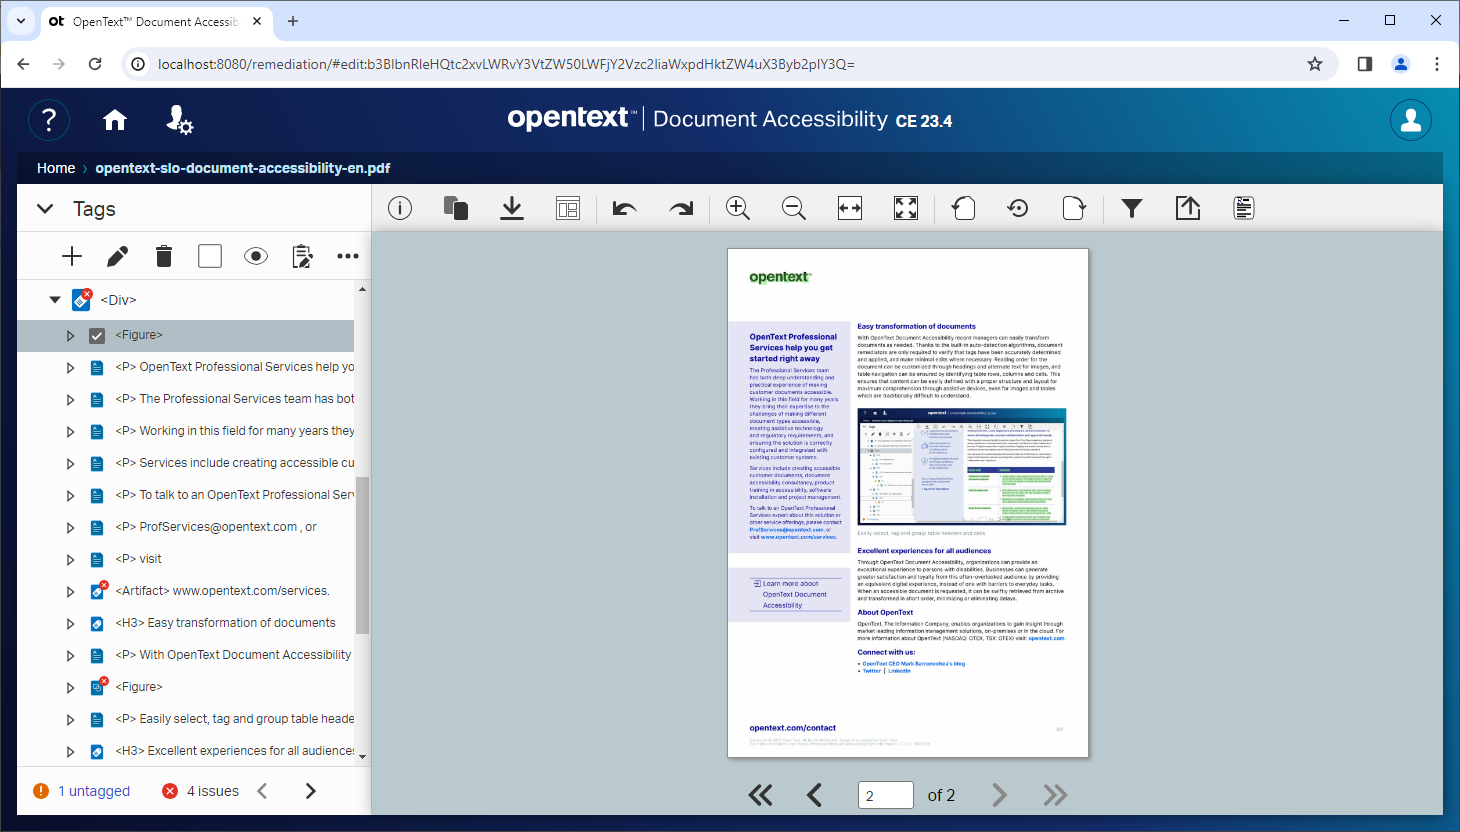 OpenText™ Document Accessib
localhost:8080/remediation/#edit:b3BlbnRleHQtc2xvLWRvY3VtZW50LWFjY2Vzc2liaWxpdHktZW4uX3Byb2plY3Q=
opentext™ | Document Accessibility CE 23.4
Home › opentext-slo-document-accessibility-en.pdf
Tags
<Div>
<Figure>
<P> OpenText Professional Services help yo
<P> The Professional Services team has bot
<P> Working in this field for many years they
<P> Services include creating accessible cu
<P> To talk to an OpenText Professional Ser
<P> ProfServices@opentext.com , or
<P> visit
<Artifact> www.opentext.com/services.
<H3> Easy transformation of documents
<P> With OpenText Document Accessibility
<Figure>
<P> Easily select, tag and group table heade
<H3> Excellent experiences for all audiences
1 untagged
4 issues
opentext™
OpenText Professional
Services help you get
started right away
The Professional Services team
has both deep understanding and
practical experience of making
customer documents accessible.
Working in this field for many years
they bring their expertise to the
challenges of making different
document types accessible,
meeting assistive technology
and regulatory requirements, and
ensuring the solution is correctly
configured and integrated with
existing customer systems.
Services include creating accessible
customer documents, document
accessibility consultancy, product
training in accessibility, software
installation and project management.
To talk to an OpenText Professional
Services expert about this solution or
other service offerings, please contact
ProfServices@opentext.com, or
visit www.opentext.com/services.
Learn more about
OpenText Document
Accessibility
Easy transformation of documents
With OpenText Document Accessibility record managers can easily transform
documents as needed. Thanks to the built-in auto-detection algorithms, document
remediators are only required to verify that tags have been accurately determined
and applied, and make minimal edits where necessary. Reading order for the
document can be customized through headings and alternate text for images, and
table navigation can be ensured by identifying table rows, columns and cells. This
ensures that content can be easily defined with a proper structure and layout for
maximum comprehension through assistive devices, even for images and tables
which are traditionally difficult to understand.
opentext | Document Accessibility
Easily select, tag and group table headers and cells.
Excellent experiences for all audiences
Through OpenText Document Accessibility, organizations can provide an
exceptional experience to persons with disabilities. Businesses can generate
greater satisfaction and loyalty from this often-overlooked audience by providing
an equivalent digital experience, instead of one with barriers to everyday tasks.
When an accessible document is requested, it can be swiftly retrieved from archive
and transformed in short order, minimizing or eliminating delays.
About OpenText
OpenText, The Information Company, enables organizations to gain insight through
market leading information management solutions, on-premises or in the cloud. For
more information about OpenText (NASDAQ: OTEX, TSX: OTEX) visit: opentext.com.
Connect with us:
• OpenText CEO Mark Barrenechea's blog
• Twitter | LinkedIn
opentext.com/contact
2/2
2 of 2